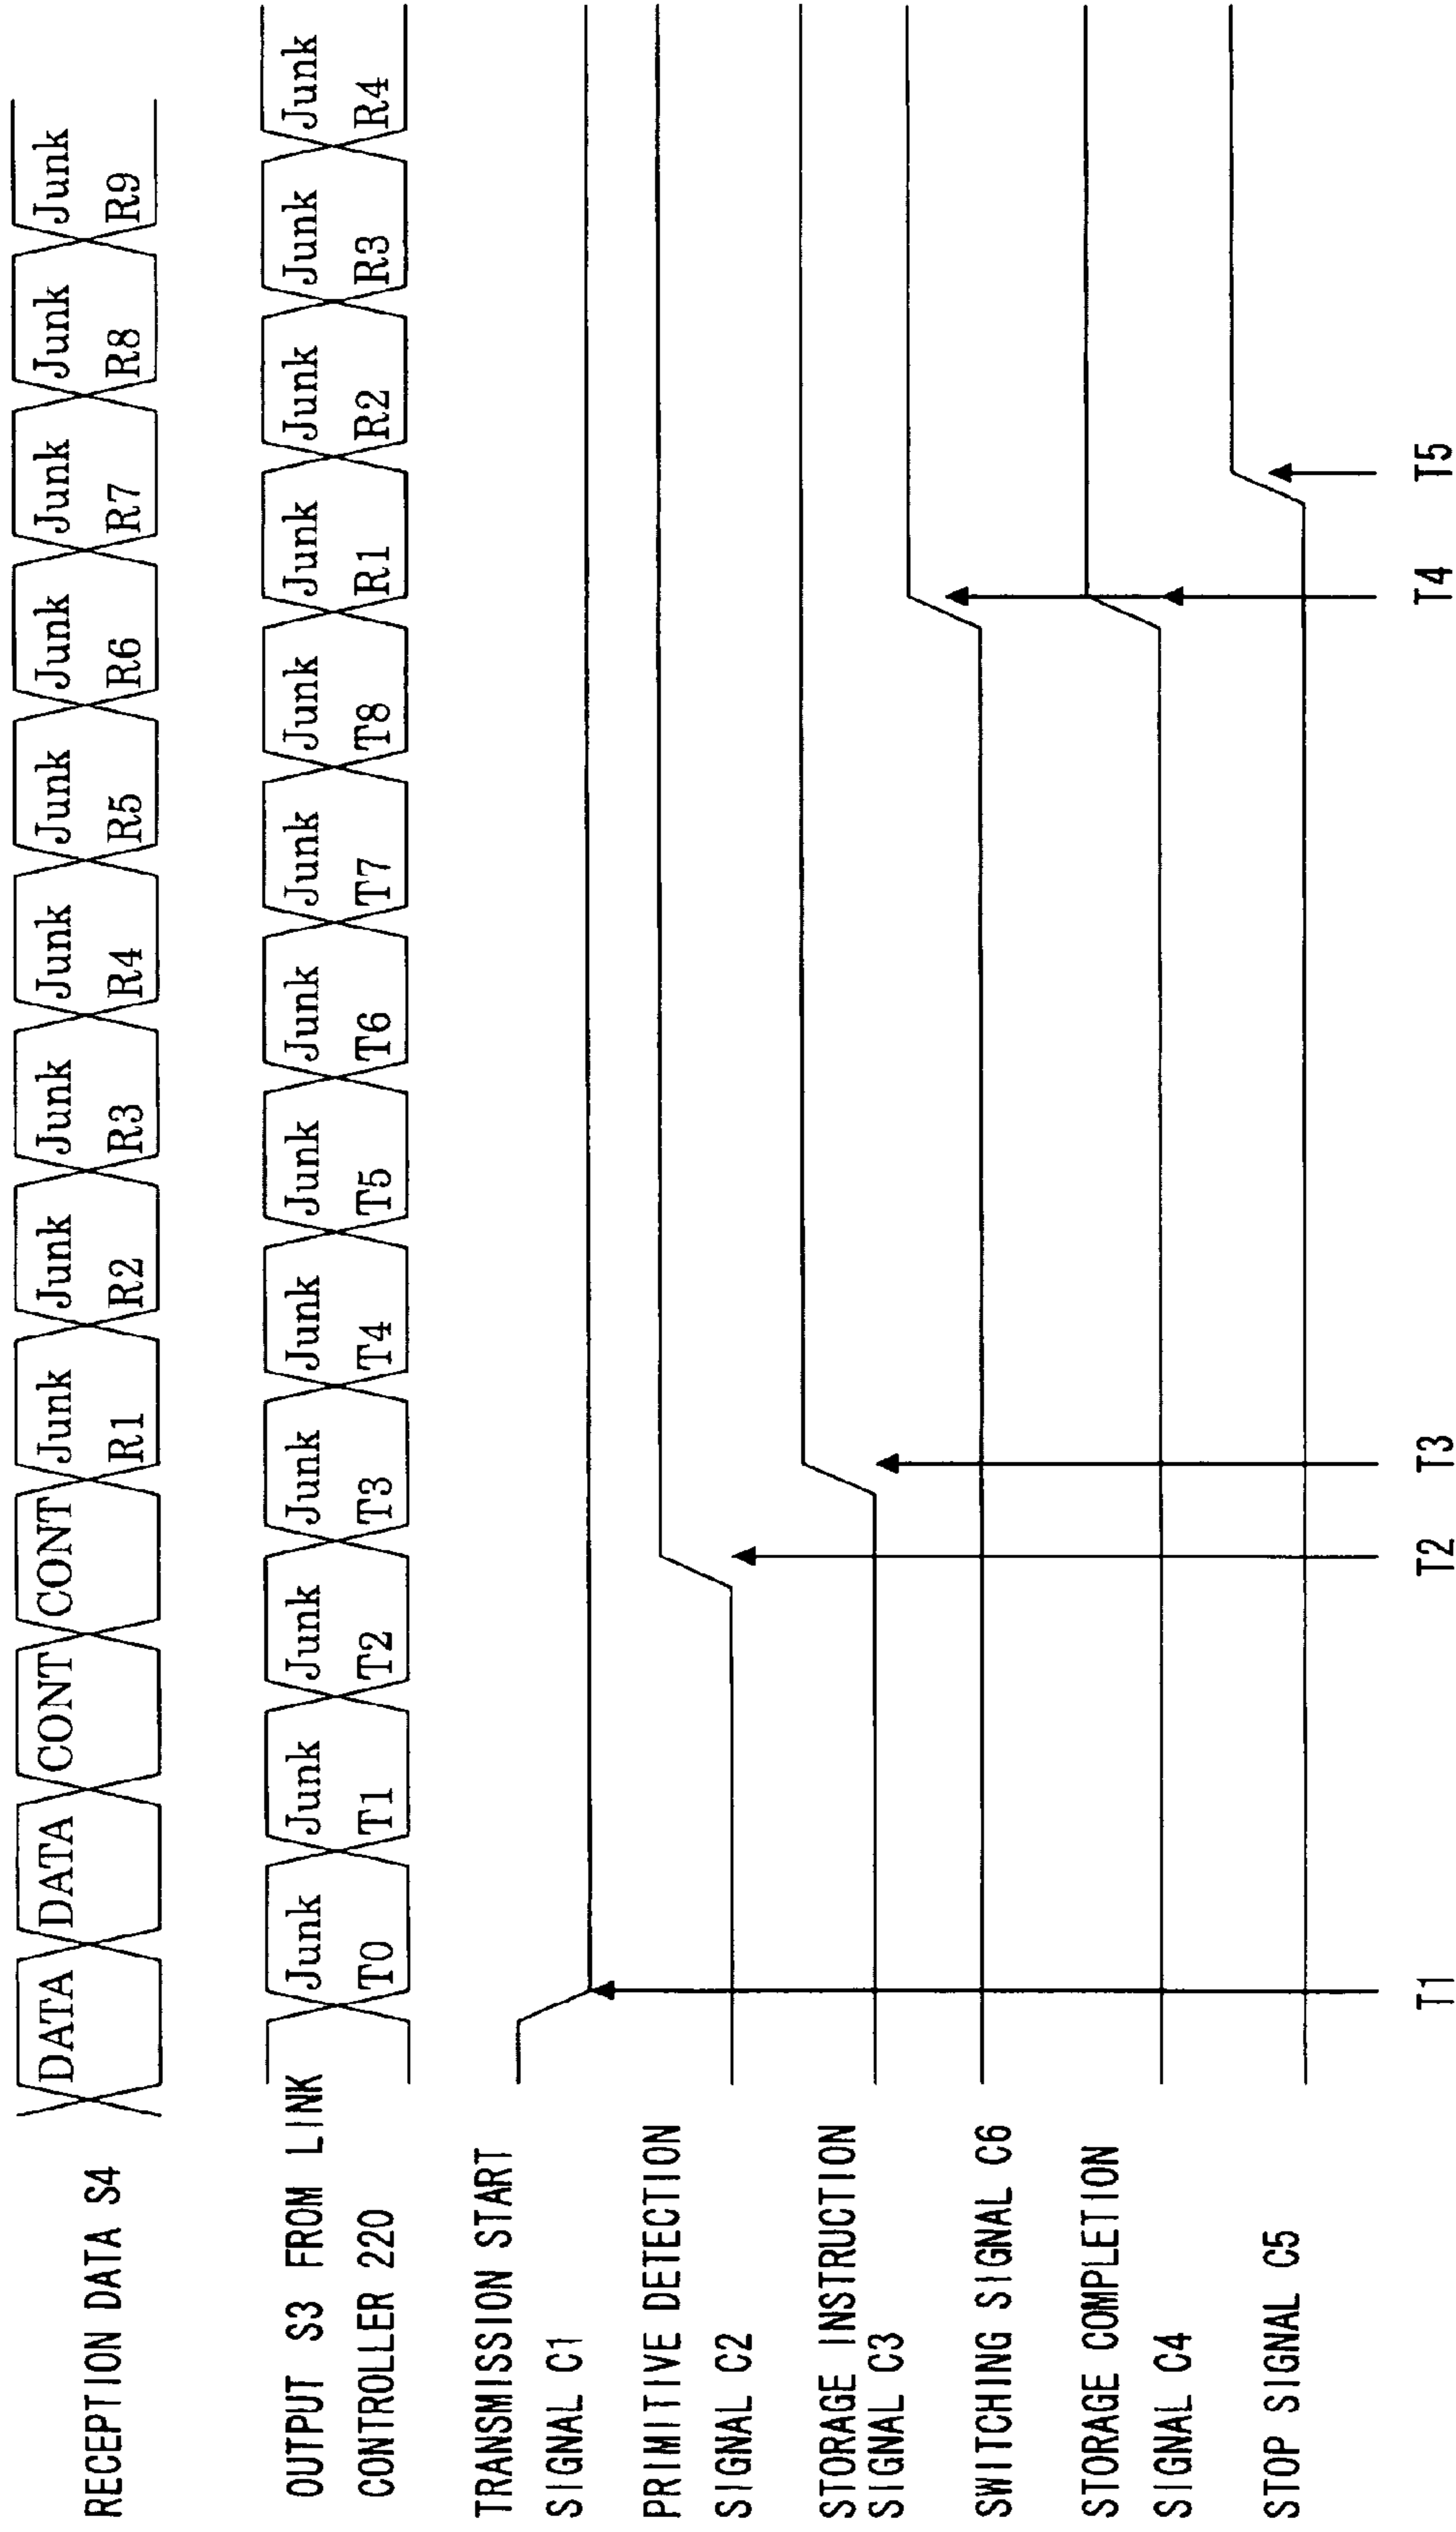 RECEPTION DATA S4
DATA DATA CONT CONT Junk Junk Junk Junk Junk Junk Junk Junk Junk
R1 R2 R3 R4 R5 R6 R7 R8 R9
OUTPUT S3 FROM LINK
CONTROLLER 220
Junk Junk Junk Junk Junk Junk Junk Junk Junk Junk Junk Junk Junk
T0 T1 T2 T3 T4 T5 T6 T7 T8 R1 R2 R3 R4
TRANSMISSION START
SIGNAL C1
PRIMITIVE DETECTION
SIGNAL C2
STORAGE INSTRUCTION
SIGNAL C3
SWITCHING SIGNAL C6
STORAGE COMPLETION
SIGNAL C4
STOP SIGNAL C5
T1 T2 T3 T4 T5